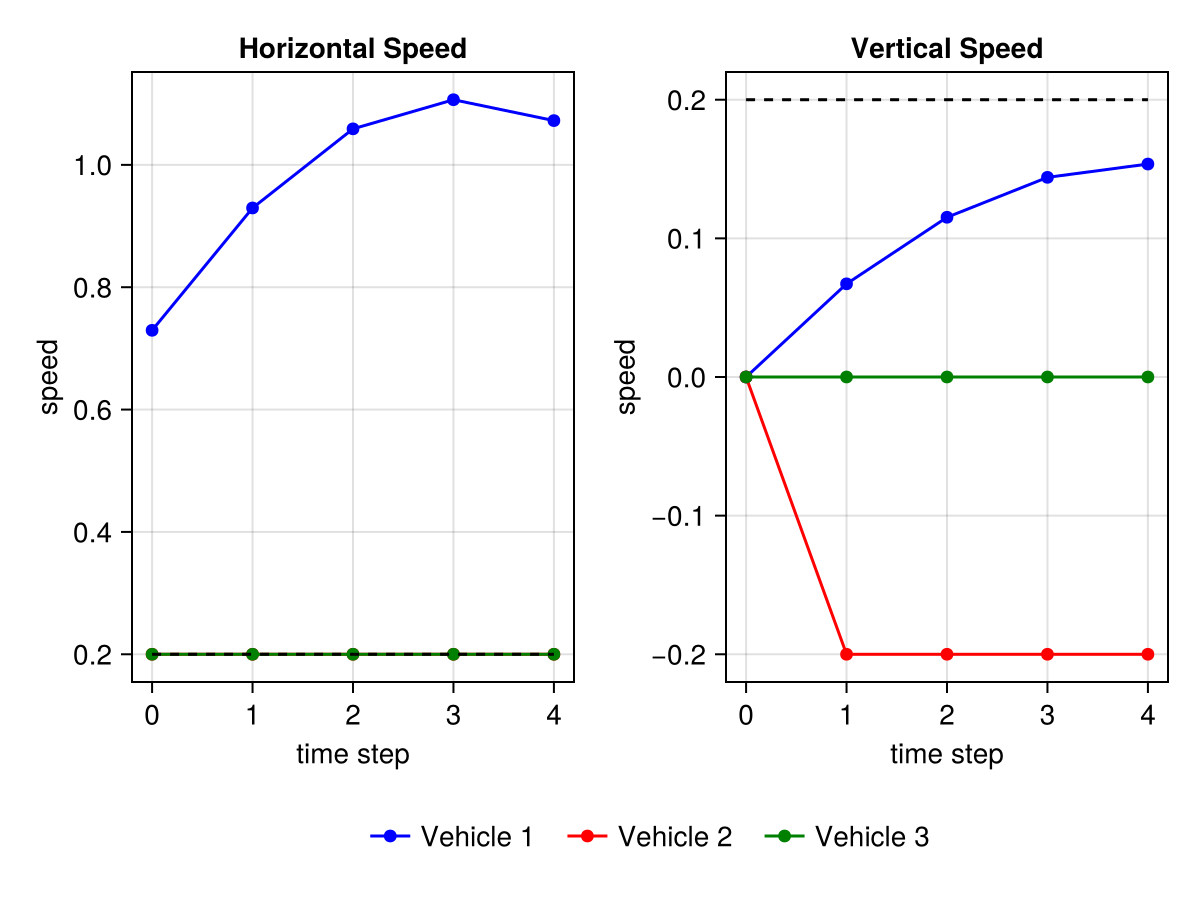 Horizontal Speed
speed
1.0
0.8
0.6
0.4
0.2
0 1 2 3 4
time step
Vertical Speed
speed
0.2
0.1
0.0
−0.1
−0.2
0 1 2 3 4
time step
Vehicle 1 Vehicle 2 Vehicle 3